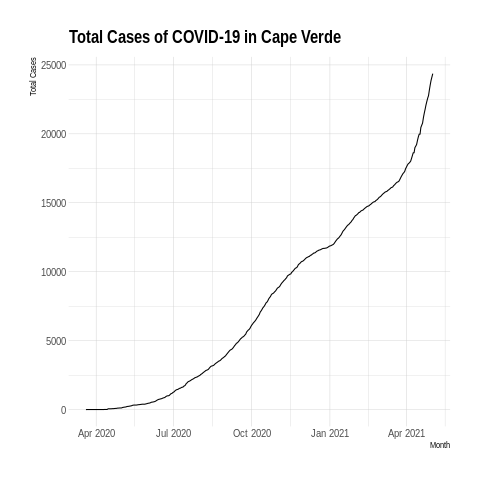 Total Cases of COVID-19 in Cape Verde
Total Cases
25000
20000
15000
10000
5000
0
Apr 2020 Jul 2020 Oct 2020 Jan 2021 Apr 2021
Month